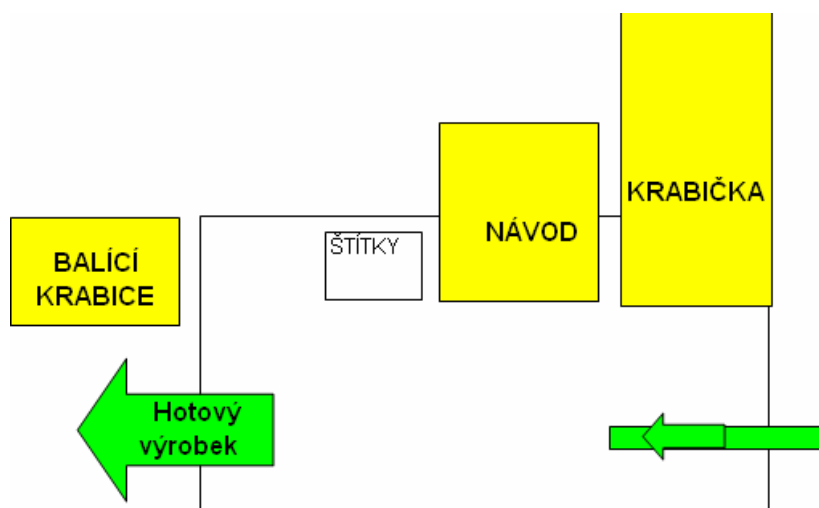 KRABIČKA
NÁVOD
ŠTÍTKY
BALÍCÍ
KRABICE
Hotový
výrobek